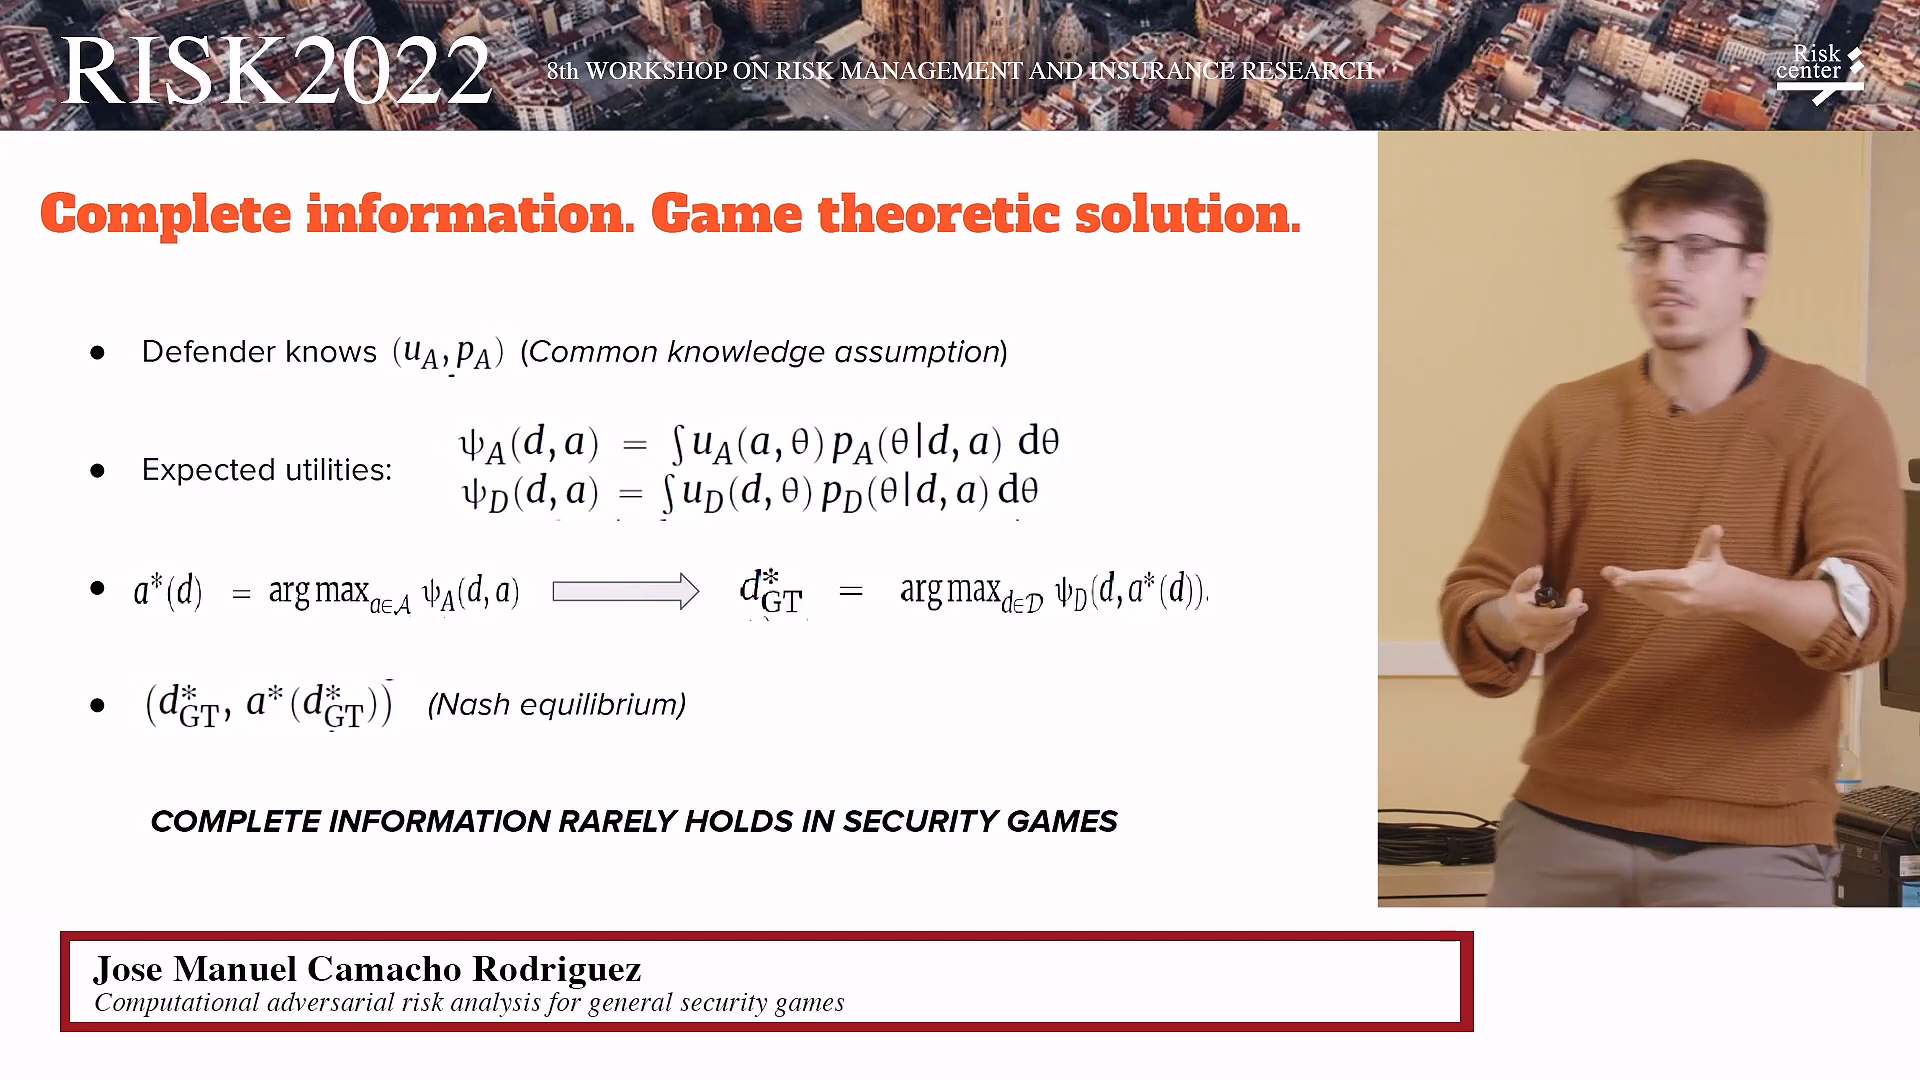 RISK2022
8th WORKSHOP ON RISK MANAGEMENT AND INSURANCE RESEARCH
Risk
center
Complete information. Game theoretic solution.
● Defender knows (u_A, p_A) (Common knowledge assumption)
● Expected utilities:
ψ_A(d, a) = ∫ u_A(a, θ) p_A(θ|d, a) dθ
ψ_D(d, a) = ∫ u_D(d, θ) p_D(θ|d, a) dθ
● a*(d) = arg max_{a∈𝒜} ψ_A(d, a) d*_GT = arg max_{d∈𝒟} ψ_D(d, a*(d)).
● (d*_GT, a*(d*_GT)) (Nash equilibrium)
COMPLETE INFORMATION RARELY HOLDS IN SECURITY GAMES
Jose Manuel Camacho Rodriguez
Computational adversarial risk analysis for general security games